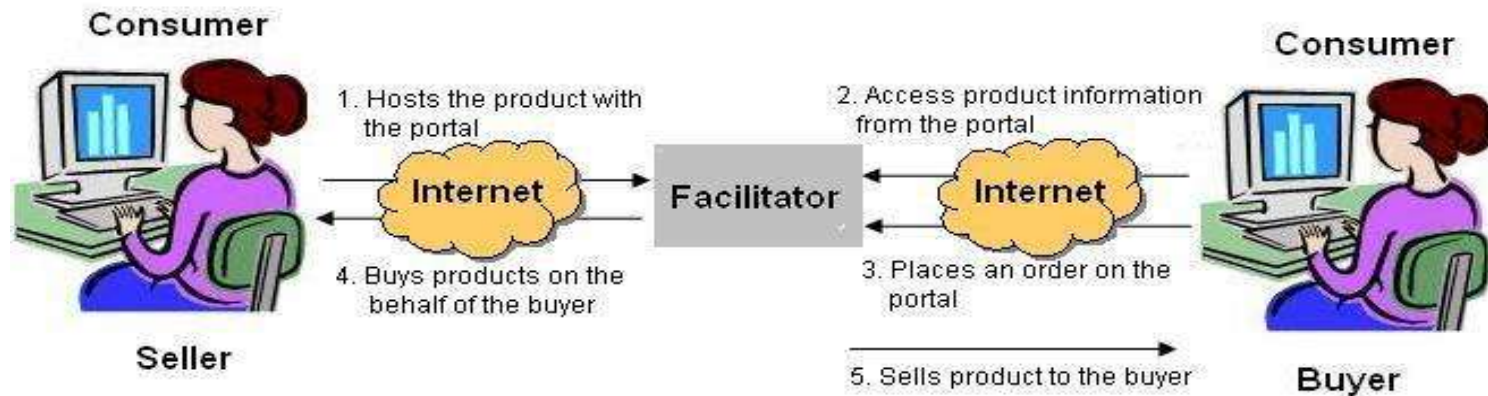 Consumer
Consumer
1. Hosts the product with
the portal
2. Access product information
from the portal
Internet
Facilitator
Internet
4. Buys products on the
behalf of the buyer
3. Places an order on the
portal
Seller
5. Sells product to the buyer
Buyer